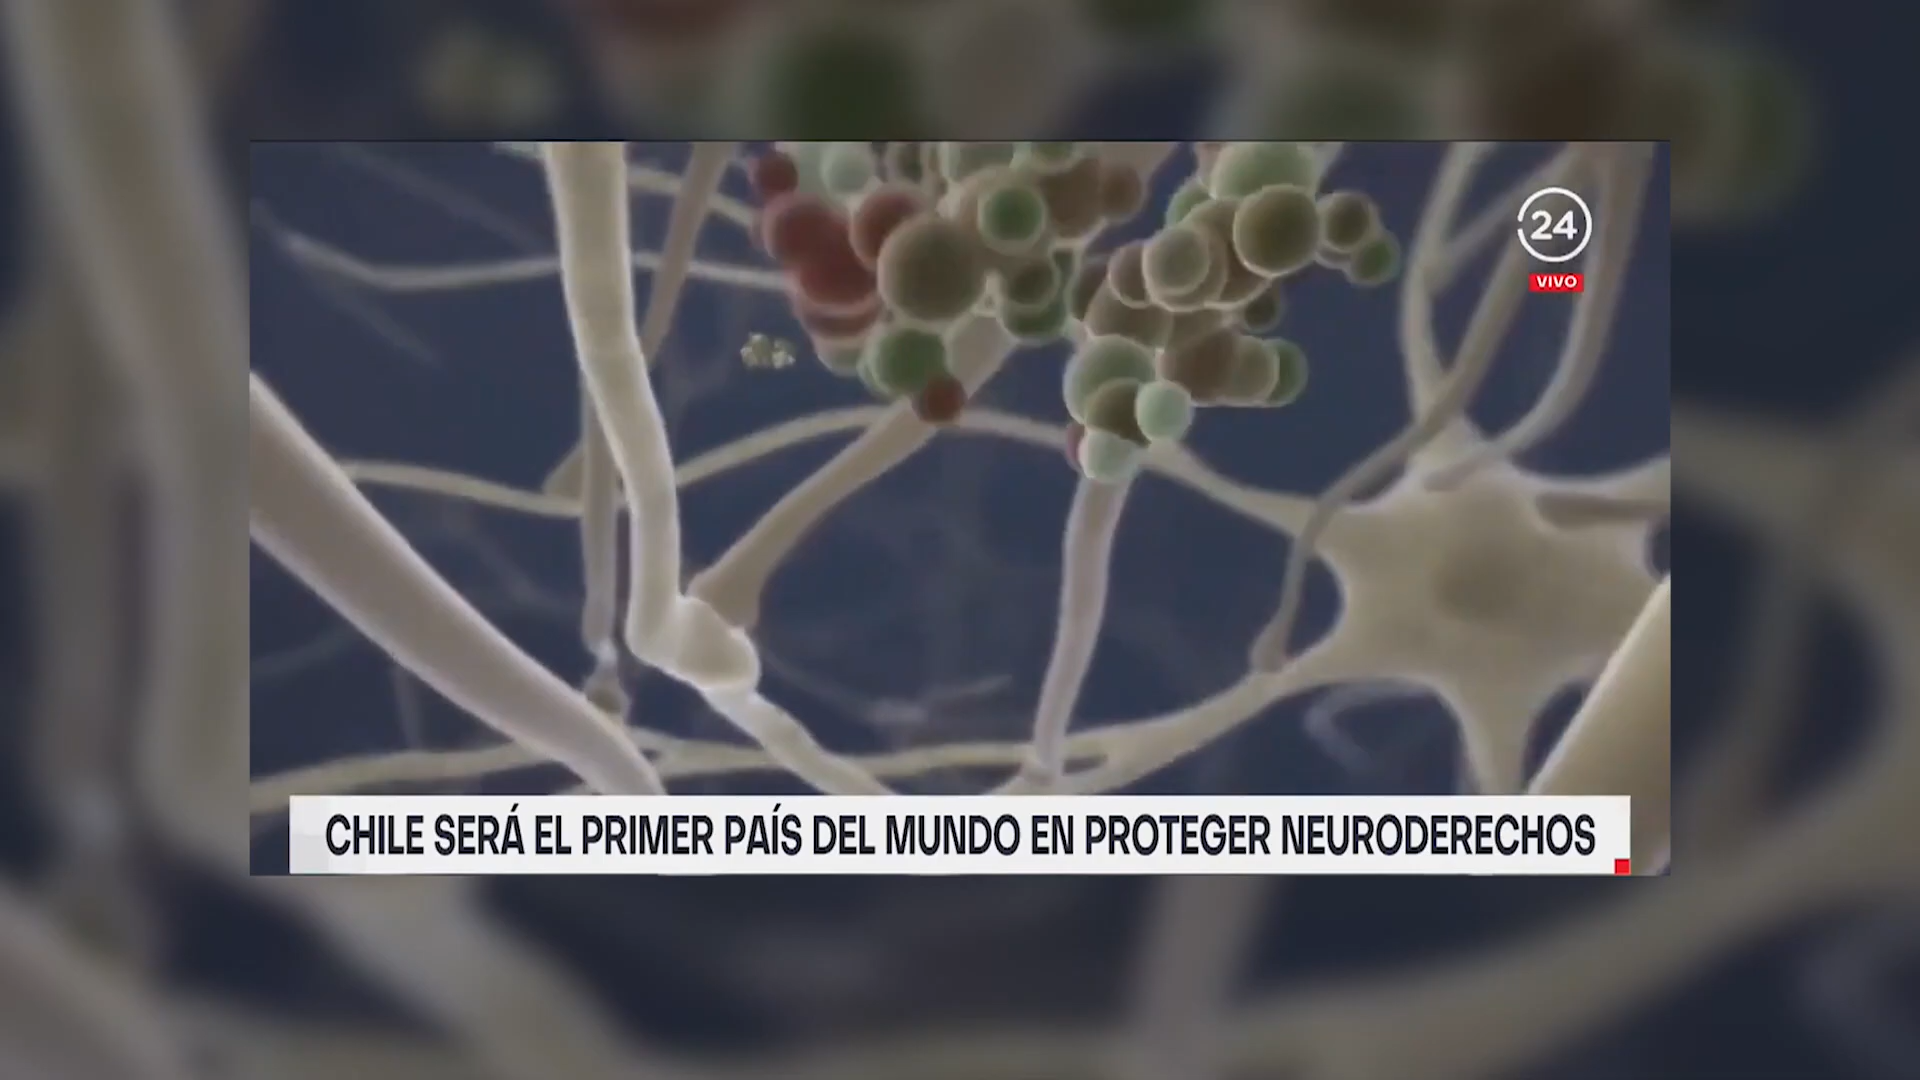 24
VIVO
CHILE SERÁ EL PRIMER PAÍS DEL MUNDO EN PROTEGER NEURODERECHOS